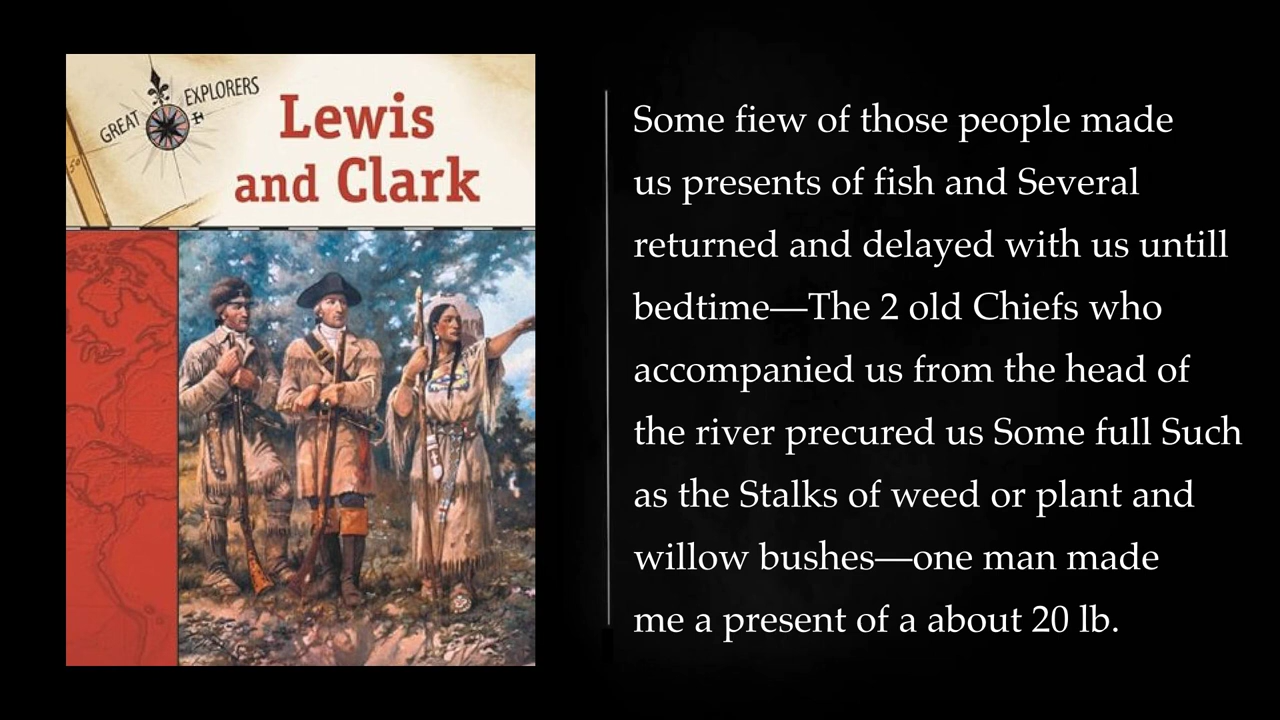 GREAT EXPLORERS
Lewis
and Clark
50
Some fiew of those people made
us presents of fish and Several
returned and delayed with us untill
bedtime—The 2 old Chiefs who
accompanied us from the head of
the river precured us Some full Such
as the Stalks of weed or plant and
willow bushes—one man made
me a present of a about 20 lb.